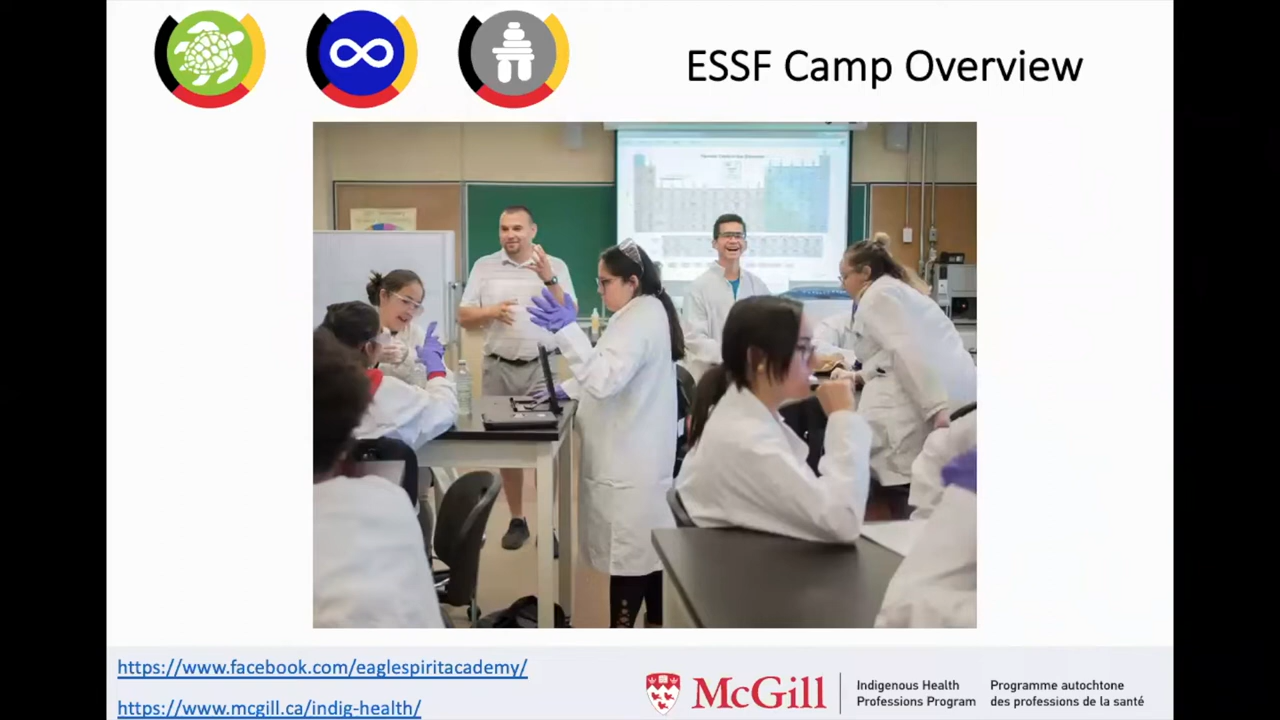 ESSF Camp Overview
https://www.facebook.com/eaglespiritacademy/
https://www.mcgill.ca/indig-health/
McGill
Indigenous Health
Professions Program
Programme autochtone
des professions de la santé